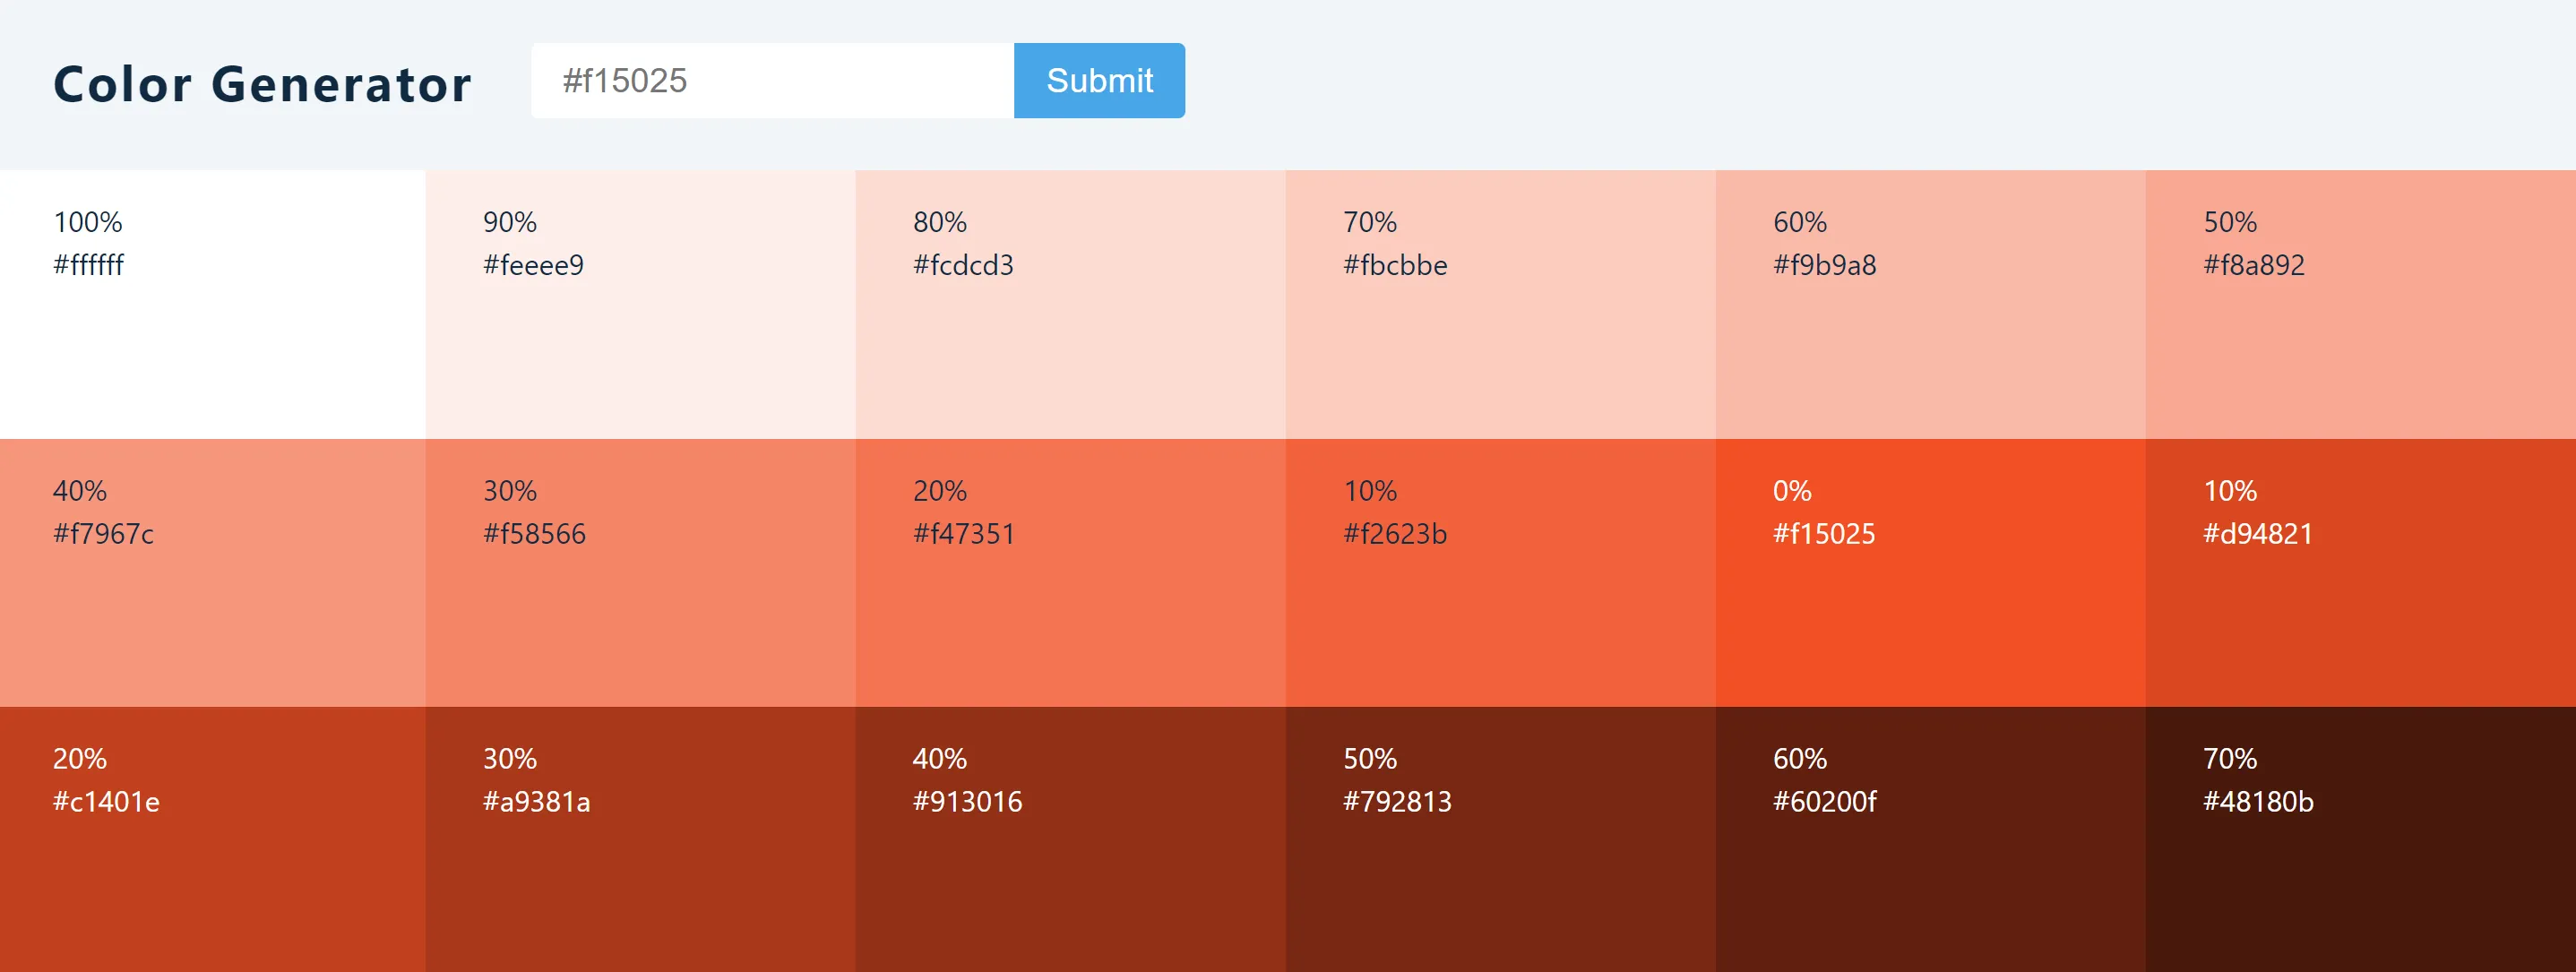 Color Generator
#f15025
Submit
100%
#ffffff
90%
#feeee9
80%
#fcdcd3
70%
#fbcbbe
60%
#f9b9a8
50%
#f8a892
40%
#f7967c
30%
#f58566
20%
#f47351
10%
#f2623b
0%
#f15025
10%
#d94821
20%
#c1401e
30%
#a9381a
40%
#913016
50%
#792813
60%
#60200f
70%
#48180b